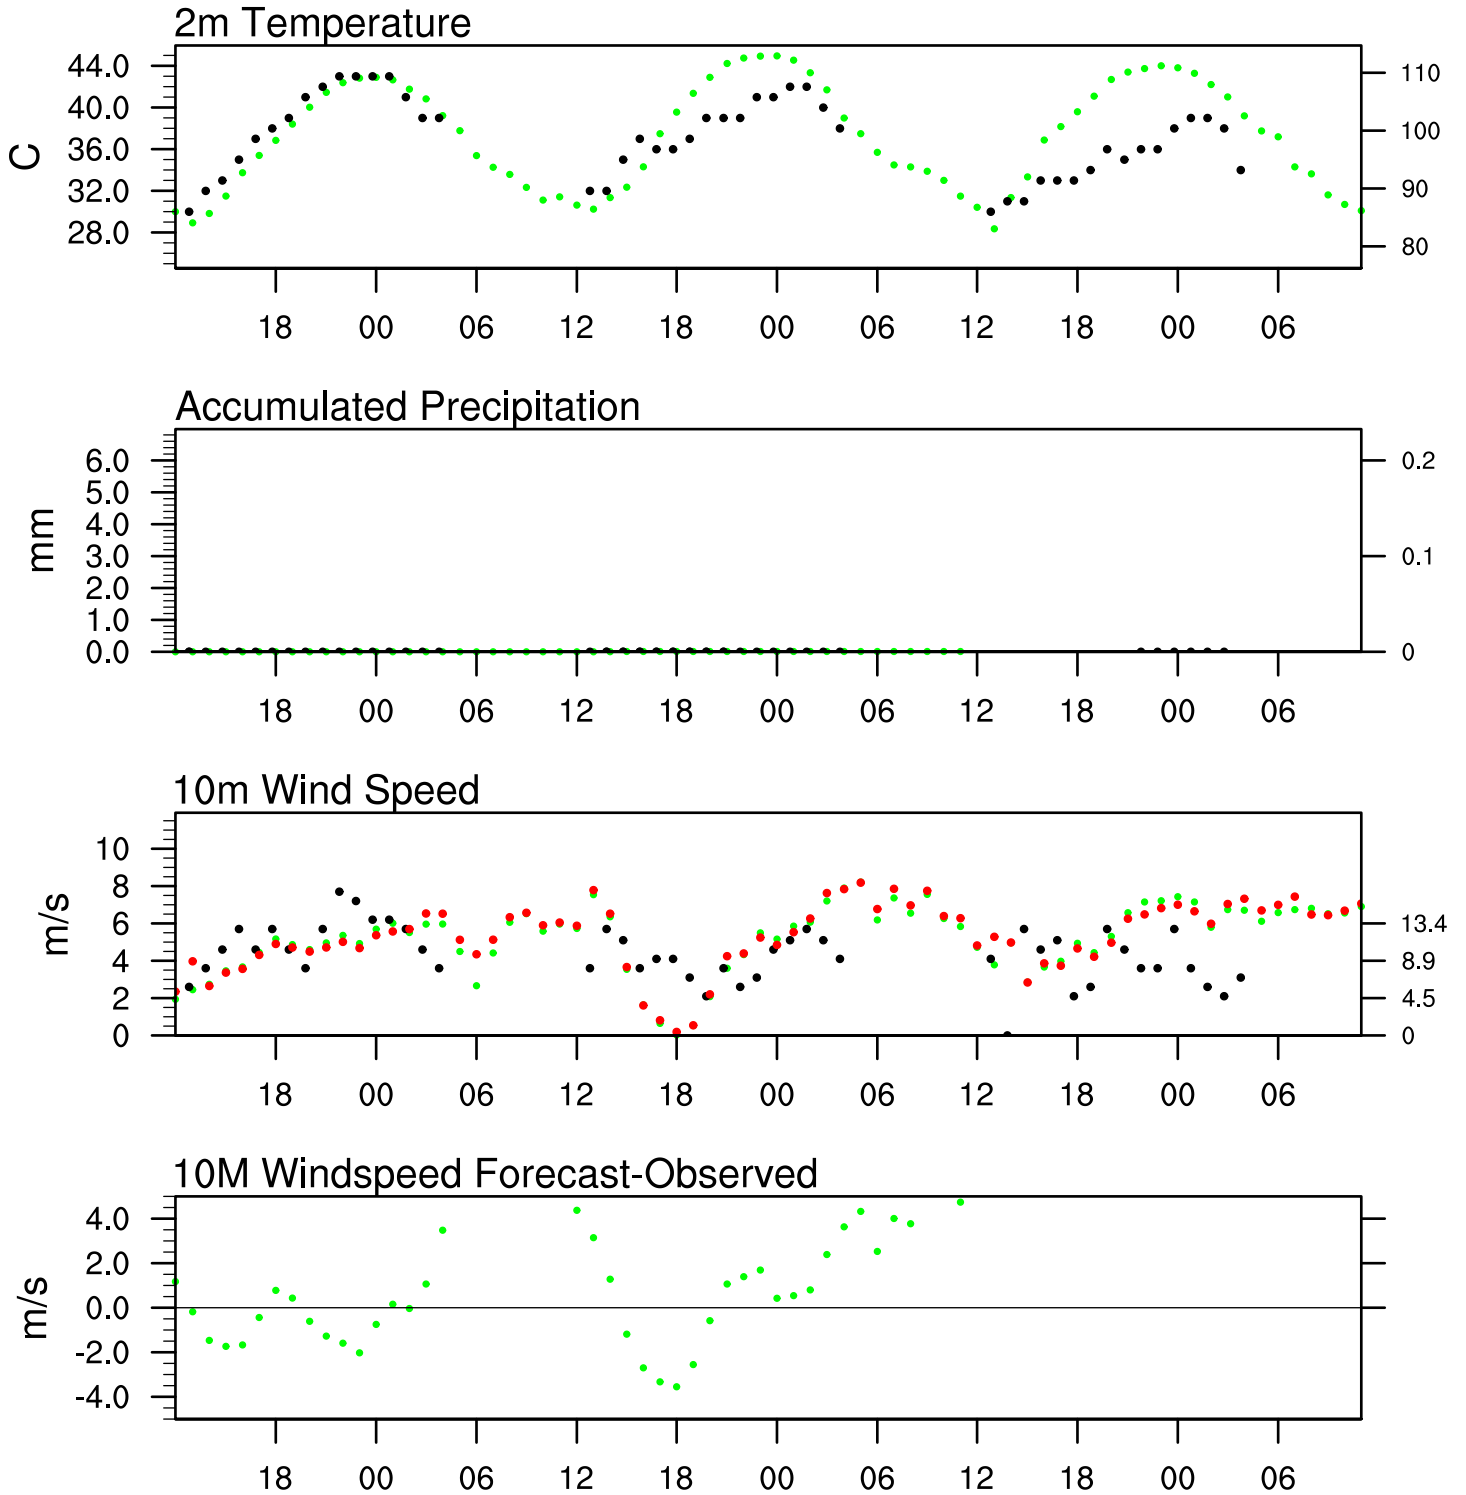 2m Temperature
44.0
40.0
36.0
32.0
28.0
C
110
100
90
80
18 00 06 12 18 00 06 12 18 00 06
Accumulated Precipitation
6.0
5.0
4.0
3.0
2.0
1.0
0.0
mm
0.2
0.1
0
18 00 06 12 18 00 06 12 18 00 06
10m Wind Speed
10
8
6
4
2
0
m/s
13.4
8.9
4.5
0
18 00 06 12 18 00 06 12 18 00 06
10M Windspeed Forecast-Observed
4.0
2.0
0.0
-2.0
-4.0
m/s
18 00 06 12 18 00 06 12 18 00 06